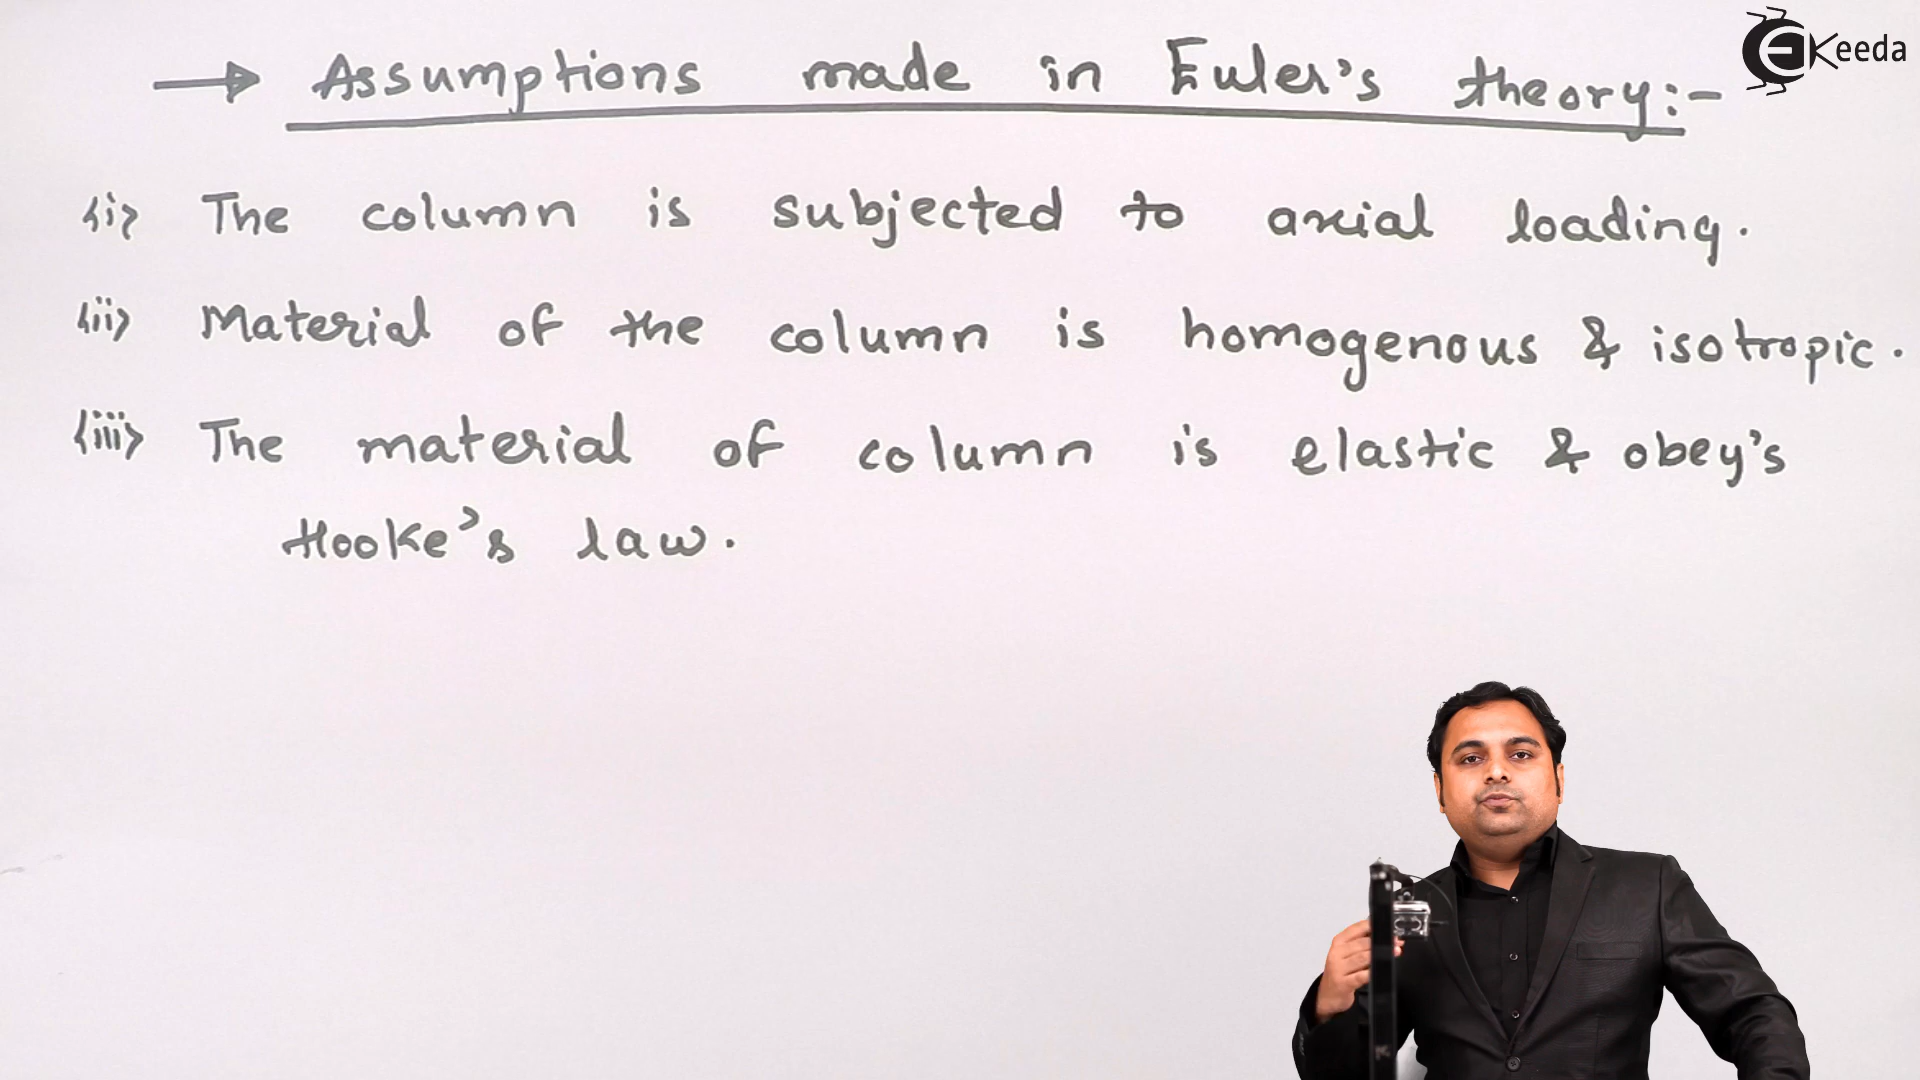 → Assumptions made in Euler's theory:-
EKeeda
<i> The column is subjected to axial loading.
<ii> Material of the column is homogenous & isotropic.
<iii> The material of column is elastic & obey's
Hooke's law.